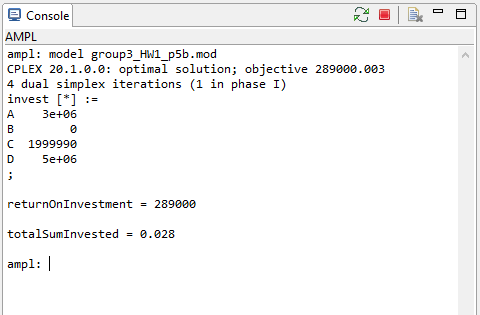 Console
AMPL
ampl: model group3_HW1_p5b.mod
CPLEX 20.1.0.0: optimal solution; objective 289000.003
4 dual simplex iterations (1 in phase I)
invest [*] :=
A    3e+06
B        0
C  1999990
D    5e+06
;
returnOnInvestment = 289000
totalSumInvested = 0.028
ampl: